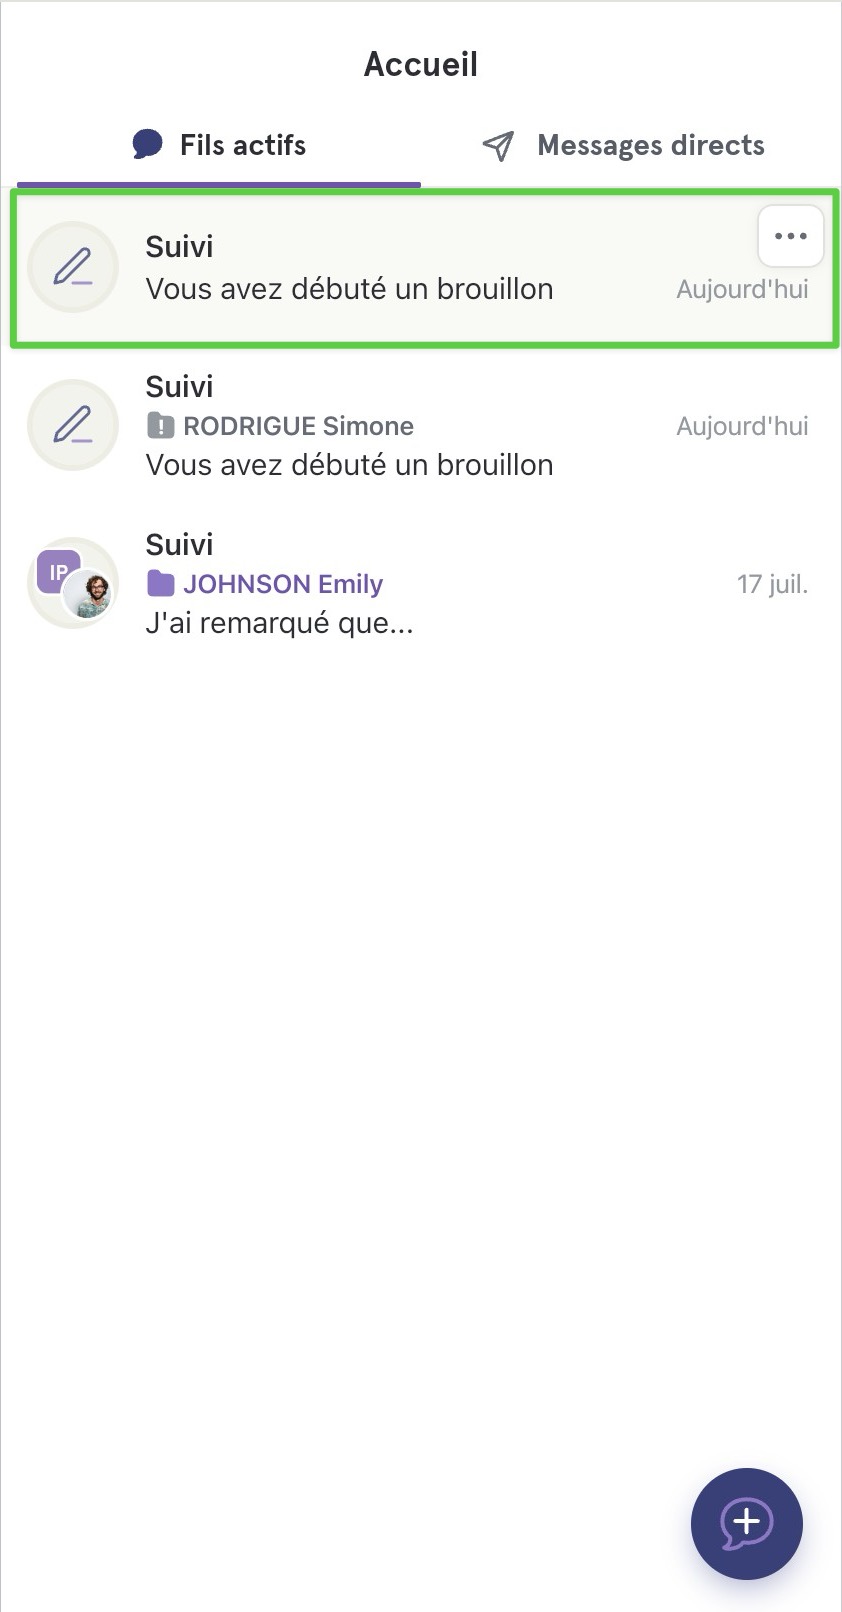 Accueil
Fils actifs
Messages directs
Suivi
Vous avez débuté un brouillon
Aujourd'hui
Suivi
RODRIGUE Simone
Aujourd'hui
Vous avez débuté un brouillon
Suivi
IP
JOHNSON Emily
17 juil.
J'ai remarqué que...